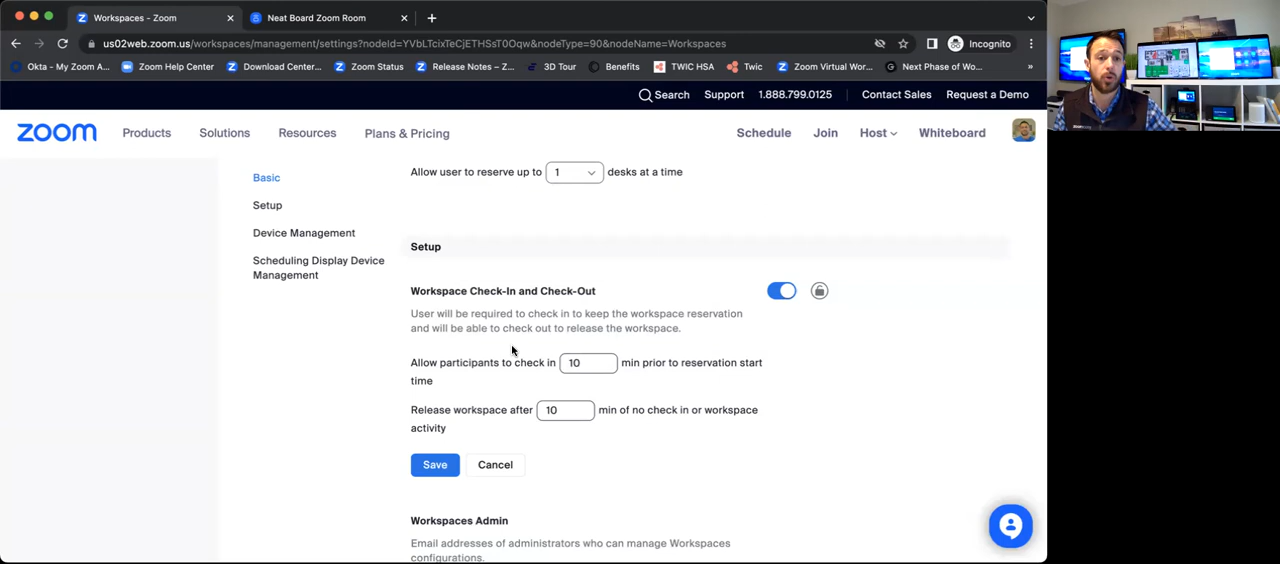 Workspaces - Zoom
Neat Board Zoom Room
us02web.zoom.us/workspaces/management/settings?nodeId=YVbLTcixTeCjETHSsT0Oqw&nodeType=90&nodeName=Workspaces
Incognito
Okta - My Zoom A...
Zoom Help Center
Download Center...
Zoom Status
Release Notes – Z...
3D Tour
Benefits
TWIC HSA
Twic
Zoom Virtual Wor...
Next Phase of Wo...
Search
Support
1.888.799.0125
Contact Sales
Request a Demo
zoom
Products
Solutions
Resources
Plans & Pricing
Schedule
Join
Host
Whiteboard
Basic
Setup
Device Management
Scheduling Display Device
Management
Allow user to reserve up to 1 desks at a time
Setup
Workspace Check-In and Check-Out
User will be required to check in to keep the workspace reservation
and will be able to check out to release the workspace.
Allow participants to check in 10 min prior to reservation start
time
Release workspace after 10 min of no check in or workspace
activity
Save
Cancel
Workspaces Admin
Email addresses of administrators who can manage Workspaces
configurations.